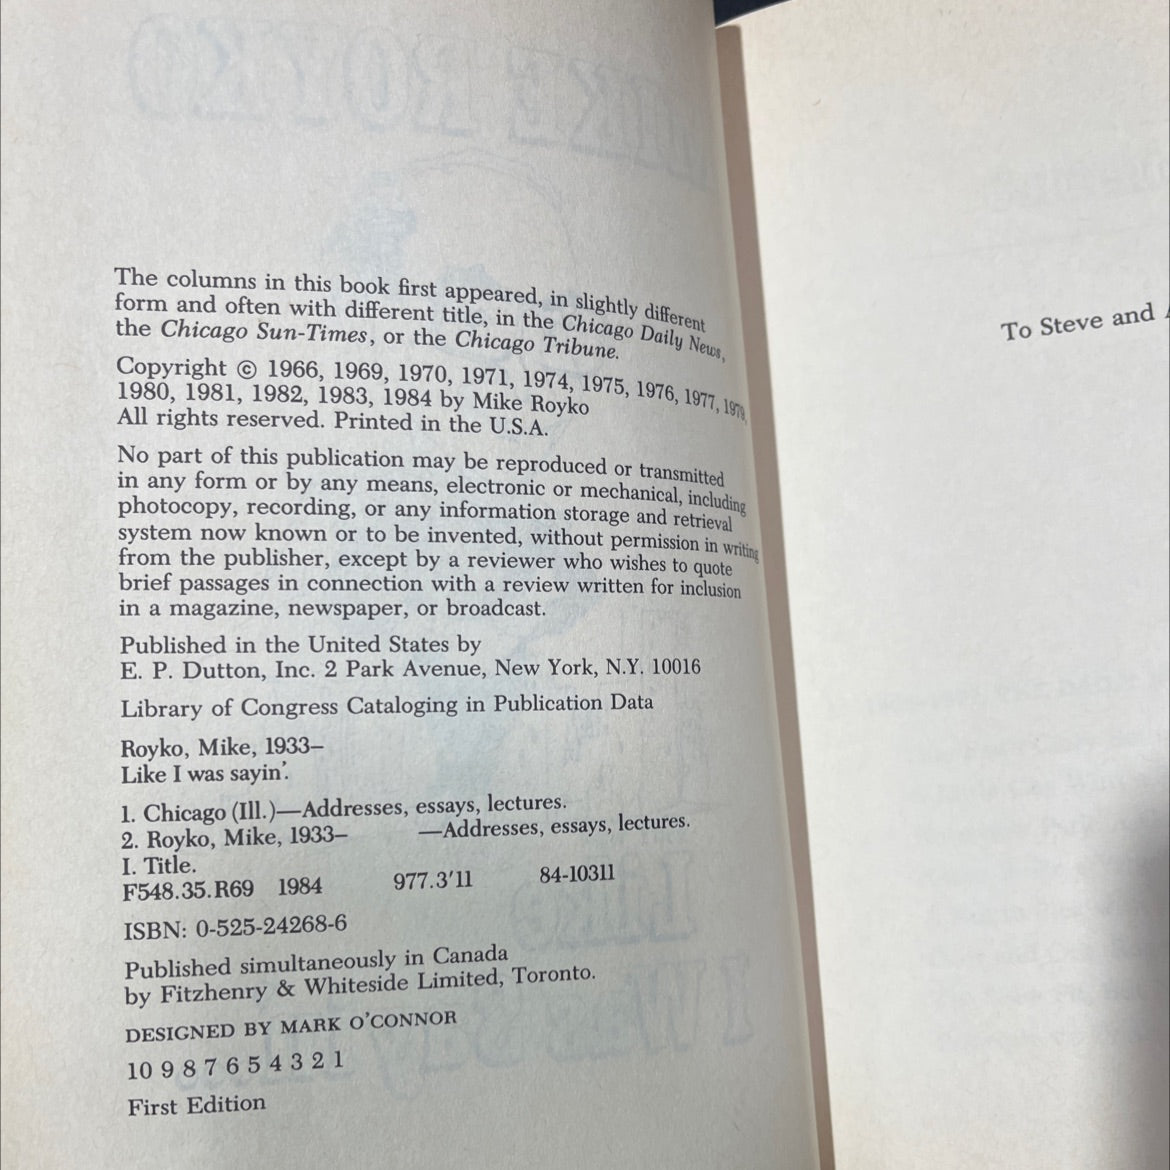 The columns in this book first appeared, in slightly different
form and often with different title, in the Chicago Daily News,
the Chicago Sun-Times, or the Chicago Tribune.
Copyright © 1966, 1969, 1970, 1971, 1974, 1975, 1976, 1977, 1979,
1980, 1981, 1982, 1983, 1984 by Mike Royko
All rights reserved. Printed in the U.S.A.
No part of this publication may be reproduced or transmitted
in any form or by any means, electronic or mechanical, including
photocopy, recording, or any information storage and retrieval
system now known or to be invented, without permission in writing
from the publisher, except by a reviewer who wishes to quote
brief passages in connection with a review written for inclusion
in a magazine, newspaper, or broadcast.
Published in the United States by
E. P. Dutton, Inc. 2 Park Avenue, New York, N.Y. 10016
Library of Congress Cataloging in Publication Data
Royko, Mike, 1933–
Like I was sayin'.
1. Chicago (Ill.)—Addresses, essays, lectures.
2. Royko, Mike, 1933– —Addresses, essays, lectures.
I. Title.
F548.35.R69 1984 977.3'11 84-10311
ISBN: 0-525-24268-6
Published simultaneously in Canada
by Fitzhenry & Whiteside Limited, Toronto.
DESIGNED BY MARK O'CONNOR
10 9 8 7 6 5 4 3 2 1
First Edition
To Steve and